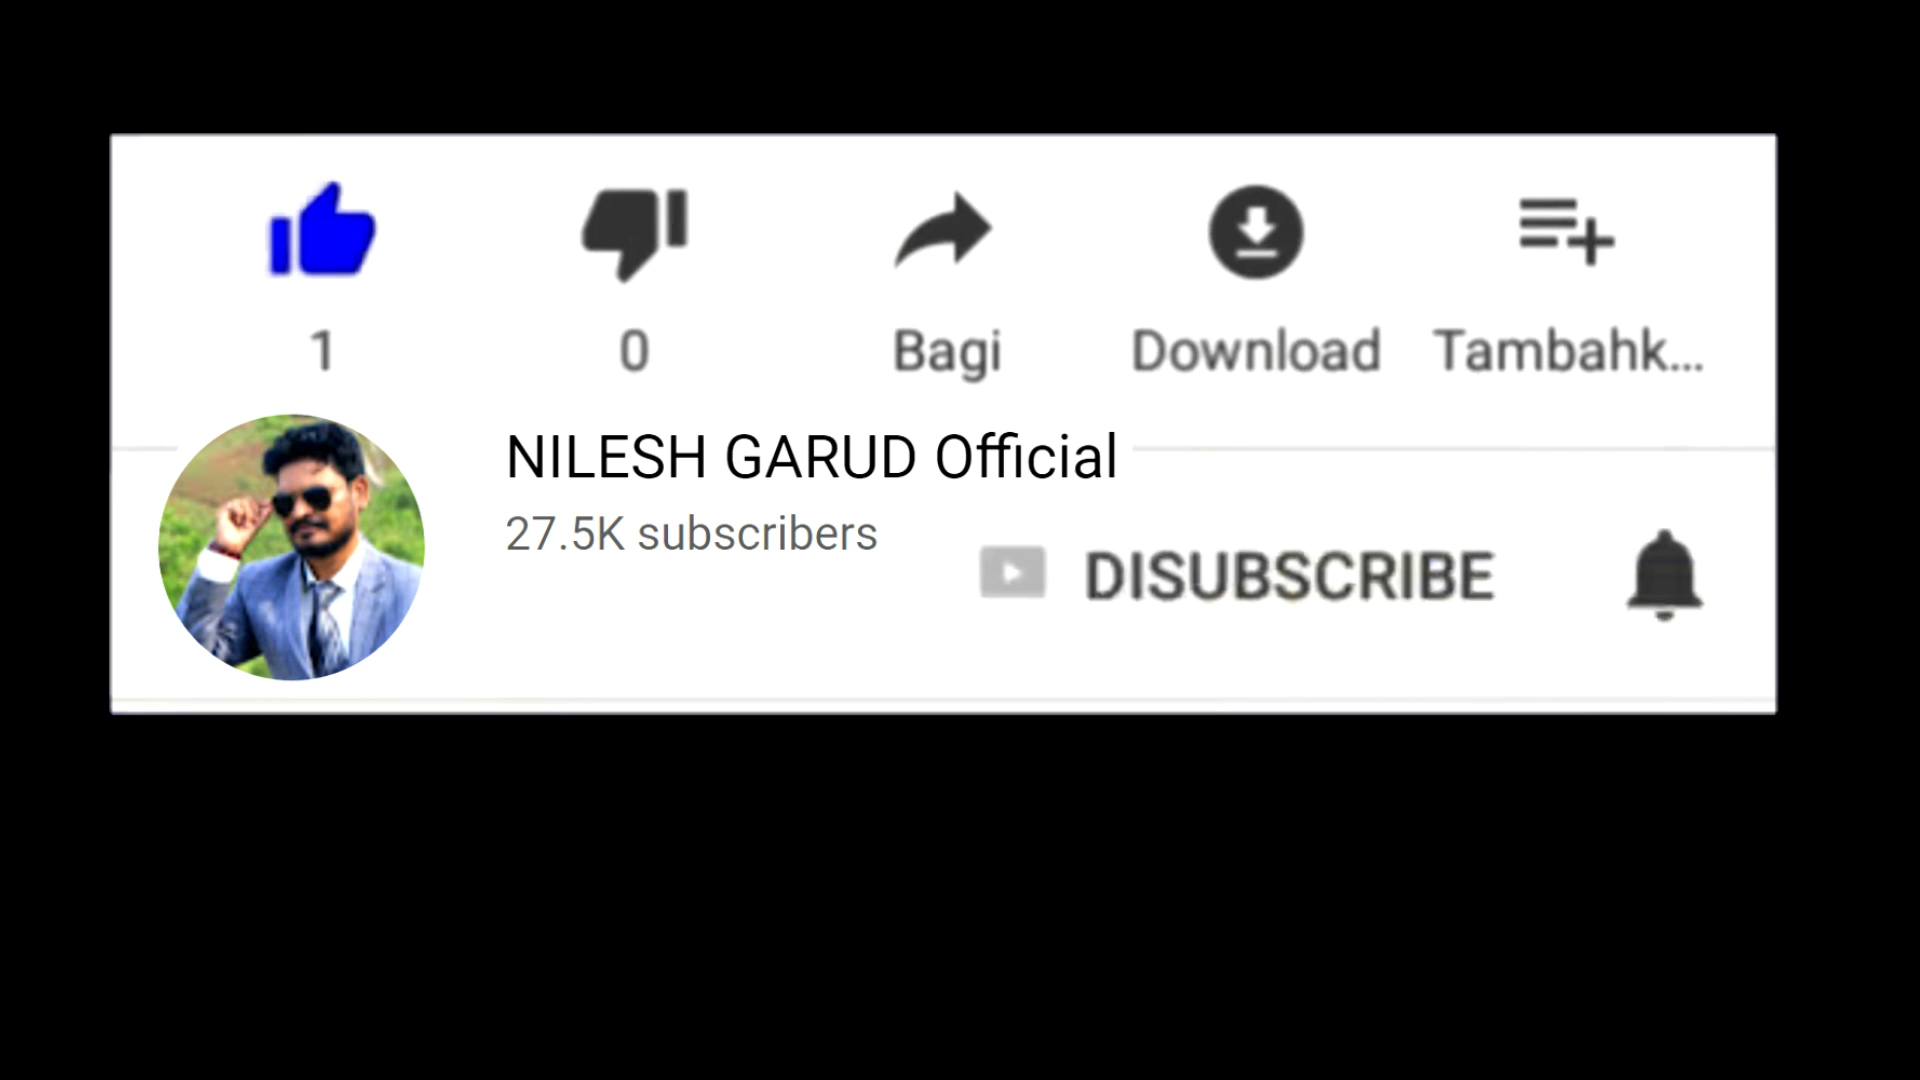 1
0
Bagi
Download
Tambahk...
NILESH GARUD Official
27.5K subscribers
DISUBSCRIBE